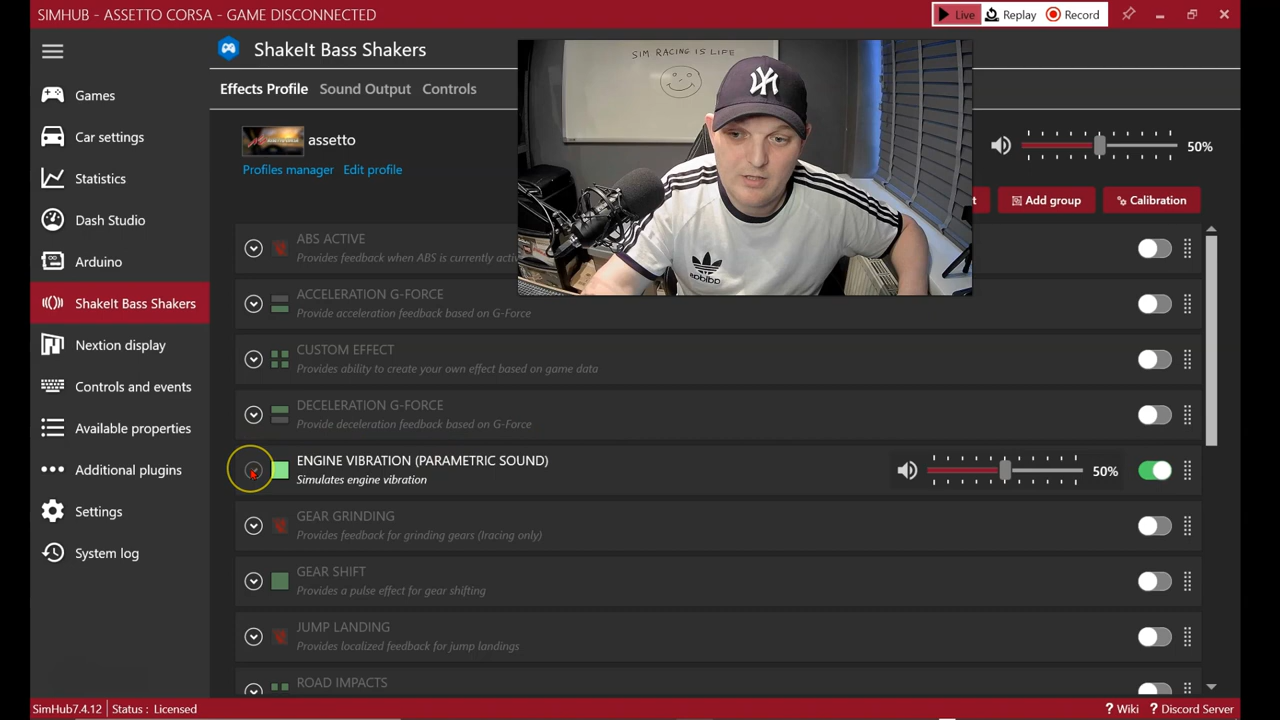 SIMHUB - ASSETTO CORSA - GAME DISCONNECTED
Live
Replay
Record
ShakeIt Bass Shakers
Effects Profile
Sound Output
Controls
Games
Car settings
Statistics
Dash Studio
Arduino
ShakeIt Bass Shakers
Nextion display
Controls and events
Available properties
Additional plugins
Settings
System log
assetto
Profiles manager
Edit profile
SIM RACING IS LIFE
adidas
50%
Add group
Calibration
ABS ACTIVE
Provides feedback when ABS is currently
ACCELERATION G-FORCE
Provide acceleration feedback based on G-Force
CUSTOM EFFECT
Provides ability to create your own effect based on game data
DECELERATION G-FORCE
Provide deceleration feedback based on G-Force
ENGINE VIBRATION (PARAMETRIC SOUND)
Simulates engine vibration
50%
GEAR GRINDING
Provides feedback for grinding gears (Iracing only)
GEAR SHIFT
Provides a pulse effect for gear shifting
JUMP LANDING
Provides localized feedback for jump landings
ROAD IMPACTS
SimHub7.4.12
Status : Licensed
? Wiki
? Discord Server